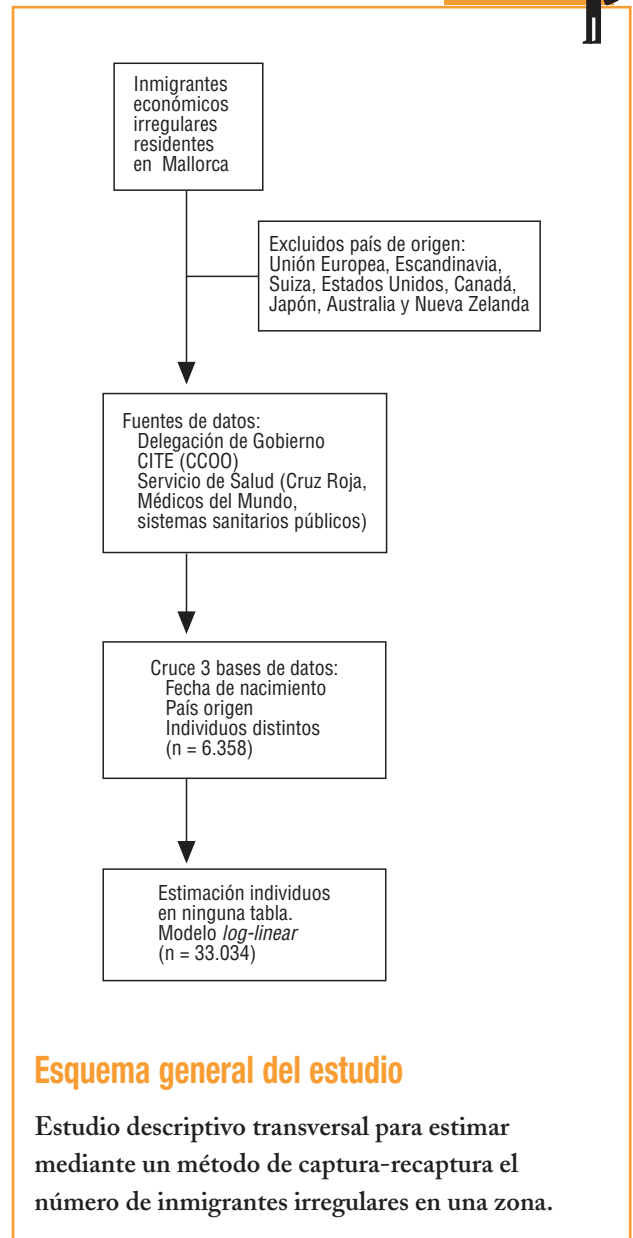 Inmigrantes
económicos
irregulares
residentes
en Mallorca
Excluidos país de origen:
Unión Europea, Escandinavia,
Suiza, Estados Unidos, Canadá,
Japón, Australia y Nueva Zelanda
Fuentes de datos:
Delegación de Gobierno
CITE (CCOO)
Servicio de Salud (Cruz Roja,
Médicos del Mundo,
sistemas sanitarios públicos)
Cruce 3 bases de datos:
Fecha de nacimiento
País origen
Individuos distintos
(n = 6.358)
Estimación individuos
en ninguna tabla.
Modelo log-linear
(n = 33.034)
Esquema general del estudio
Estudio descriptivo transversal para estimar
mediante un método de captura-recaptura el
número de inmigrantes irregulares en una zona.